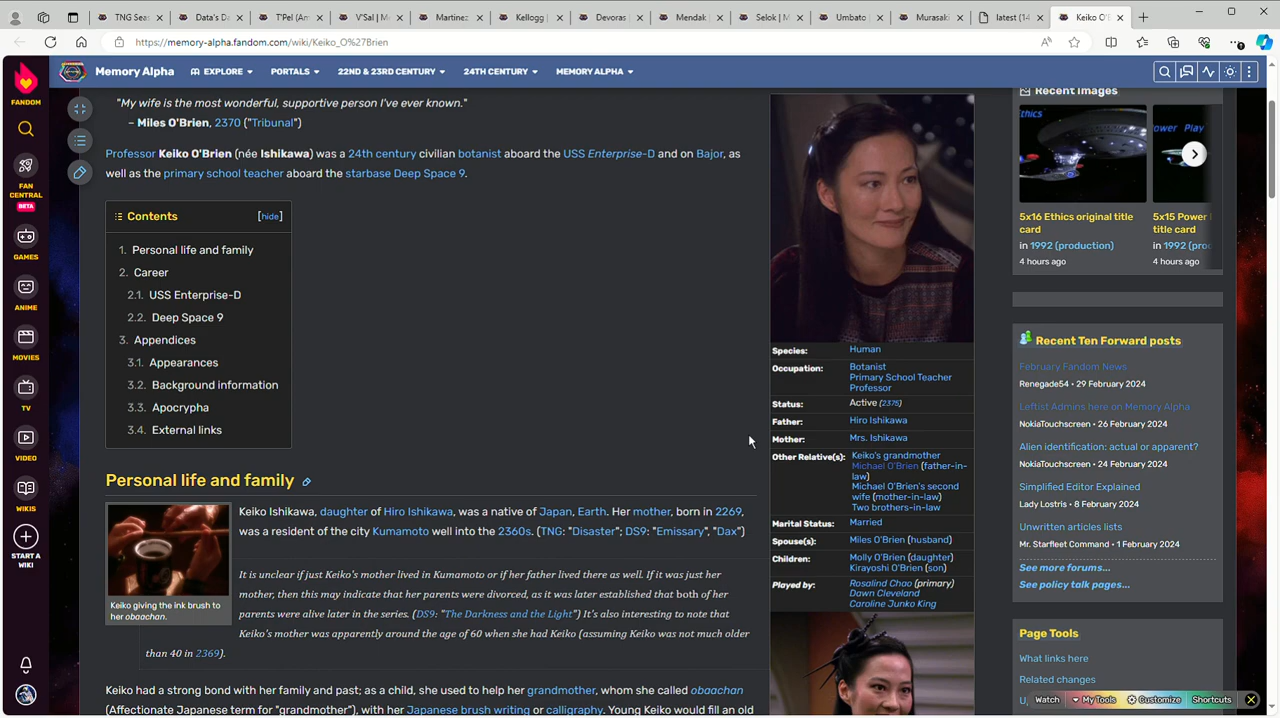 TNG Seas
Data's Da
T'Pel (Am
V'Sal | Me
Martinez
Kellogg |
Devoras |
Mendak |
Selok | M
Umbato |
Murasaki
latest (14
Keiko O'B
https://memory-alpha.fandom.com/wiki/Keiko_O%27Brien
FANDOM
FAN CENTRAL
BETA
GAMES
ANIME
MOVIES
TV
VIDEO
WIKIS
START A WIKI
Memory Alpha
EXPLORE
PORTALS
22ND & 23RD CENTURY
24TH CENTURY
MEMORY ALPHA
"My wife is the most wonderful, supportive person I've ever known."
– Miles O'Brien, 2370 ("Tribunal")
Professor Keiko O'Brien (née Ishikawa) was a 24th century civilian botanist aboard the USS Enterprise-D and on Bajor, as
well as the primary school teacher aboard the starbase Deep Space 9.
Contents [hide]
1. Personal life and family
2. Career
2.1. USS Enterprise-D
2.2. Deep Space 9
3. Appendices
3.1. Appearances
3.2. Background information
3.3. Apocrypha
3.4. External links
Personal life and family
Keiko giving the ink brush to
her obaachan.
Keiko Ishikawa, daughter of Hiro Ishikawa, was a native of Japan, Earth. Her mother, born in 2269,
was a resident of the city Kumamoto well into the 2360s. (TNG: "Disaster"; DS9: "Emissary", "Dax")
It is unclear if just Keiko's mother lived in Kumamoto or if her father lived there as well. If it was just her
mother, then this may indicate that her parents were divorced, as it was later established that both of her
parents were alive later in the series. (DS9: "The Darkness and the Light") It's also interesting to note that
Keiko's mother was apparently around the age of 60 when she had Keiko (assuming Keiko was not much older
than 40 in 2369).
Keiko had a strong bond with her family and past; as a child, she used to help her grandmother, whom she called obaachan
(Affectionate Japanese term for "grandmother"), with Japanese brush writing or calligraphy. Young Keiko would fill an old
Species: Human
Occupation: Botanist
Primary School Teacher
Professor
Status: Active (2375)
Father: Hiro Ishikawa
Mother: Mrs. Ishikawa
Other Relative(s): Keiko's grandmother
Michael O'Brien (father-in-
law)
Michael O'Brien's second
wife (mother-in-law)
Two brothers-in-law
Marital Status: Married
Spouse(s): Miles O'Brien (husband)
Children: Molly O'Brien (daughter)
Kirayoshi O'Brien (son)
Played by: Rosalind Chao (primary)
Dawn Cleveland
Caroline Junko King
Recent Images
5x16 Ethics original title
card
in 1992 (production)
4 hours ago
ower Play
5x15 Power
title card
in 1992 (pro
4 hours ago
Recent Ten Forward posts
February Fandom News
Renegade54 • 29 February 2024
Leftist Admins here on Memory Alpha
NokiaTouchscreen • 26 February 2024
Alien identification: actual or apparent?
NokiaTouchscreen • 24 February 2024
Simplified Editor Explained
Lady Lostris • 8 February 2024
Unwritten articles lists
Mr. Starfleet Command • 1 February 2024
See more forums...
See policy talk pages...
Page Tools
What links here
Related changes
Watch
My Tools
Customize
Shortcuts